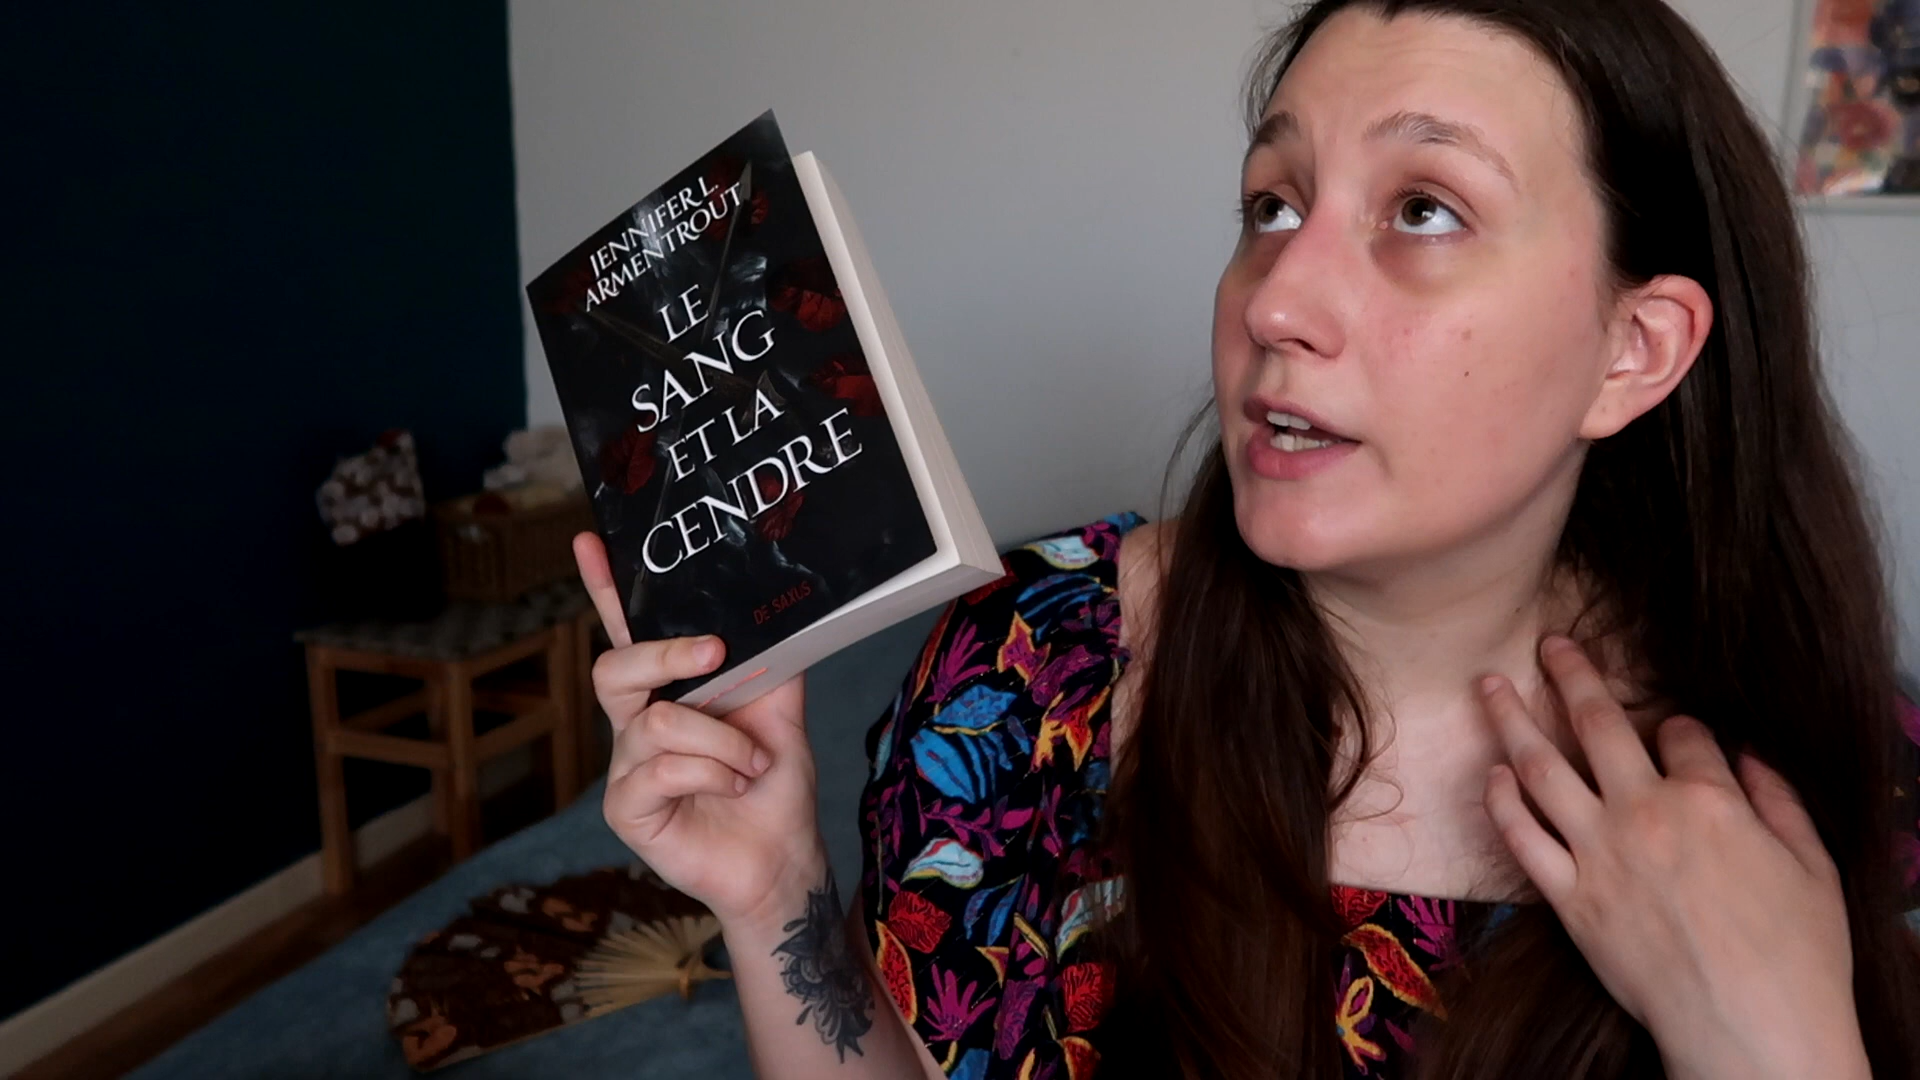 JENNIFER L.
ARMENTROUT
LE
SANG
ET LA
CENDRE
DE SAXUS